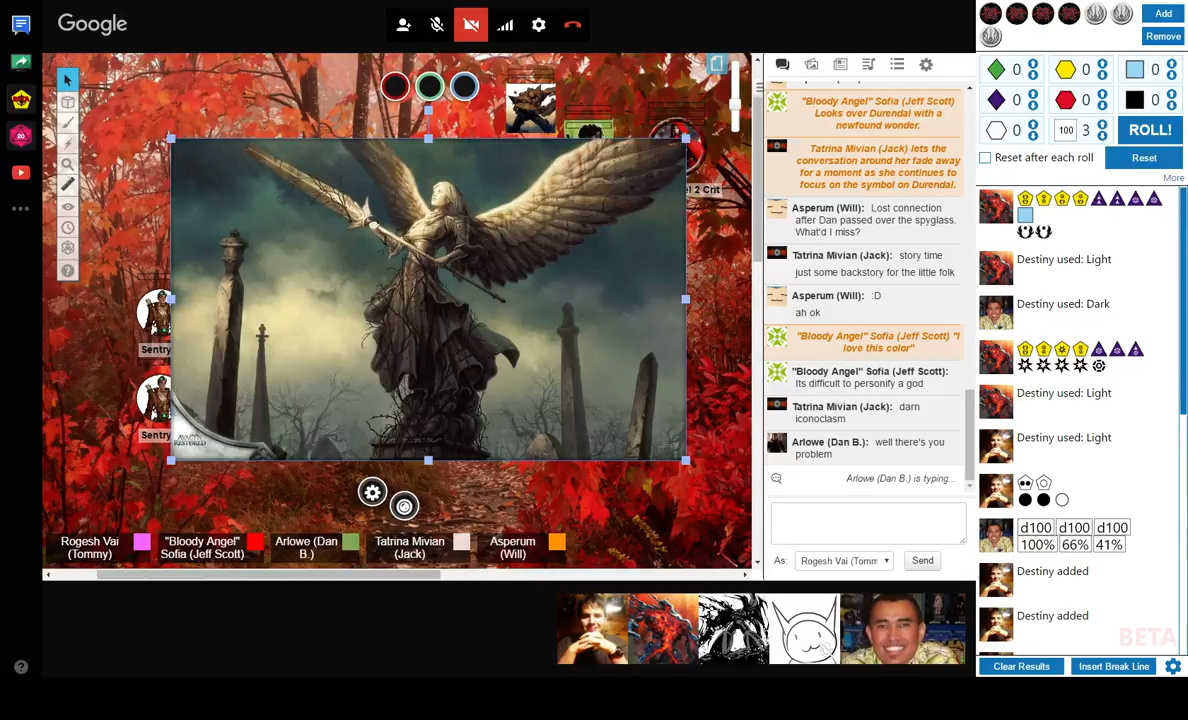 Google
Add
Remove
0
0
0
0
0
0
0
100
3
ROLL!
Reset after each roll
Reset
More
"Bloody Angel" Sofia (Jeff Scott)
Looks over Durendal with a
newfound wonder.
Tatrina Mivian (Jack) lets the
conversation around her fade away
for a moment as she continues to
focus on the symbol on Durendal.
Asperum (Will): Lost connection
after Dan passed over the spyglass.
What'd I miss?
Tatrina Mivian (Jack): story time
just some backstory for the little folk
Asperum (Will): :D
ah ok
"Bloody Angel" Sofia (Jeff Scott) "I
love this color"
"Bloody Angel" Sofia (Jeff Scott):
Its difficult to personify a god
Tatrina Mivian (Jack): darn
iconoclasm
Arlowe (Dan B.): well there's you
problem
Arlowe (Dan B.) is typing...
As:
Rogesh Vai (Tomm
Send
20
el 2 Crit
Sentry
Sentry
AVACYN
RESTORED
Rogesh Vai
(Tommy)
"Bloody Angel"
Sofia (Jeff Scott)
Arlowe (Dan
B.)
Tatrina Mivian
(Jack)
Asperum
(Will)
Destiny used: Light
Destiny used: Dark
Destiny used: Light
Destiny used: Light
d100 d100 d100
100% 66% 41%
Destiny added
Destiny added
BETA
Clear Results
Insert Break Line